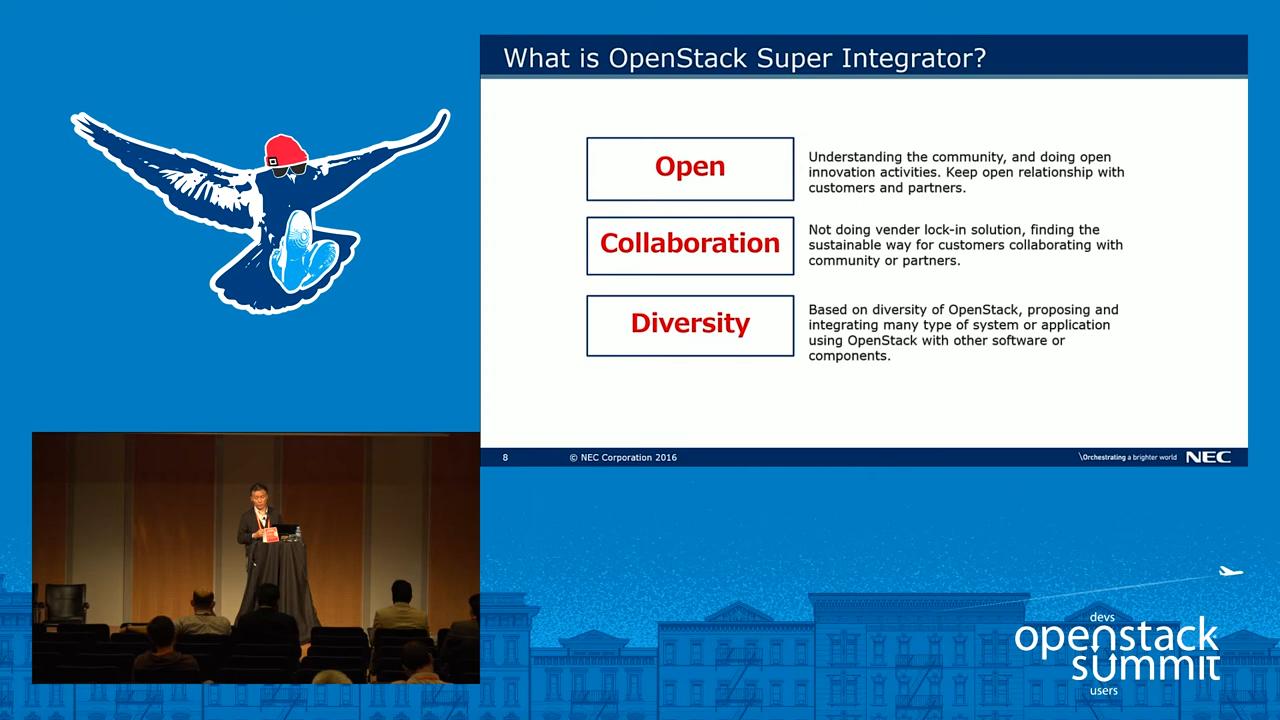 What is OpenStack Super Integrator?
Open
Understanding the community, and doing open
innovation activities. Keep open relationship with
customers and partners.
Collaboration
Not doing vender lock-in solution, finding the
sustainable way for customers collaborating with
community or partners.
Diversity
Based on diversity of OpenStack, proposing and
integrating many type of system or application
using OpenStack with other software or
components.
8
© NEC Corporation 2016
\Orchestrating a brighter world
NEC
devs
openstack
summit
users